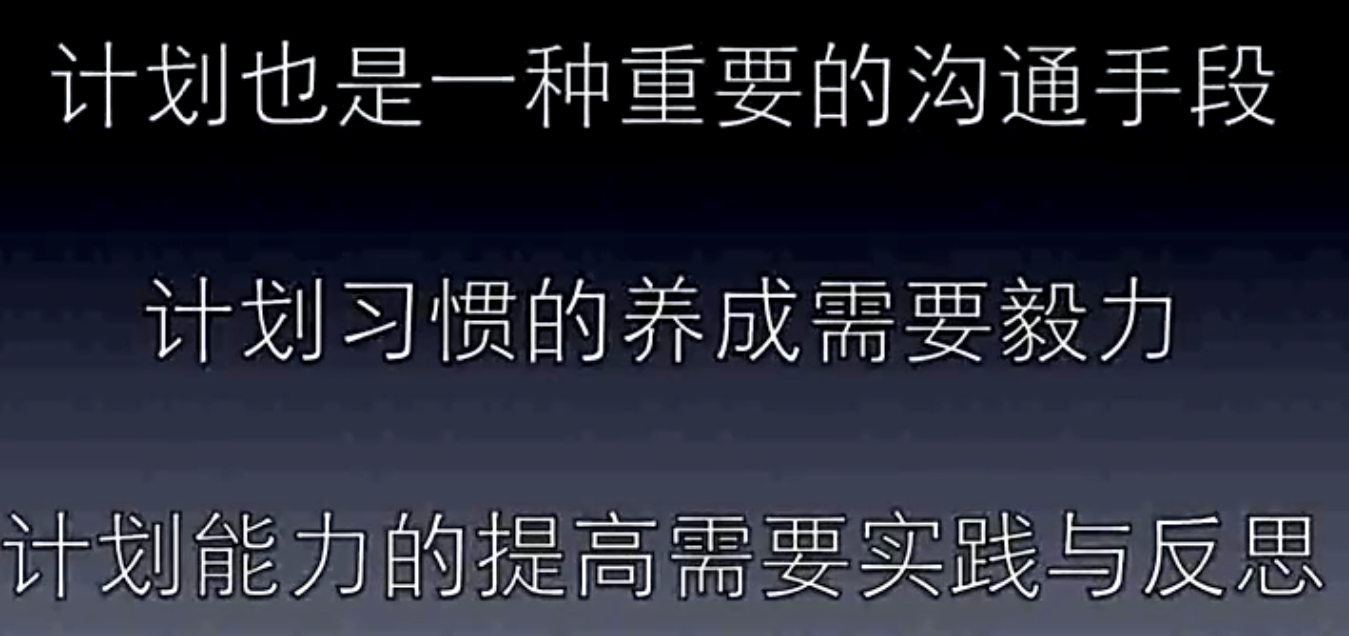 计划也是一种重要的沟通手段
计划习惯的养成需要毅力
计划能力的提高需要实践与反思